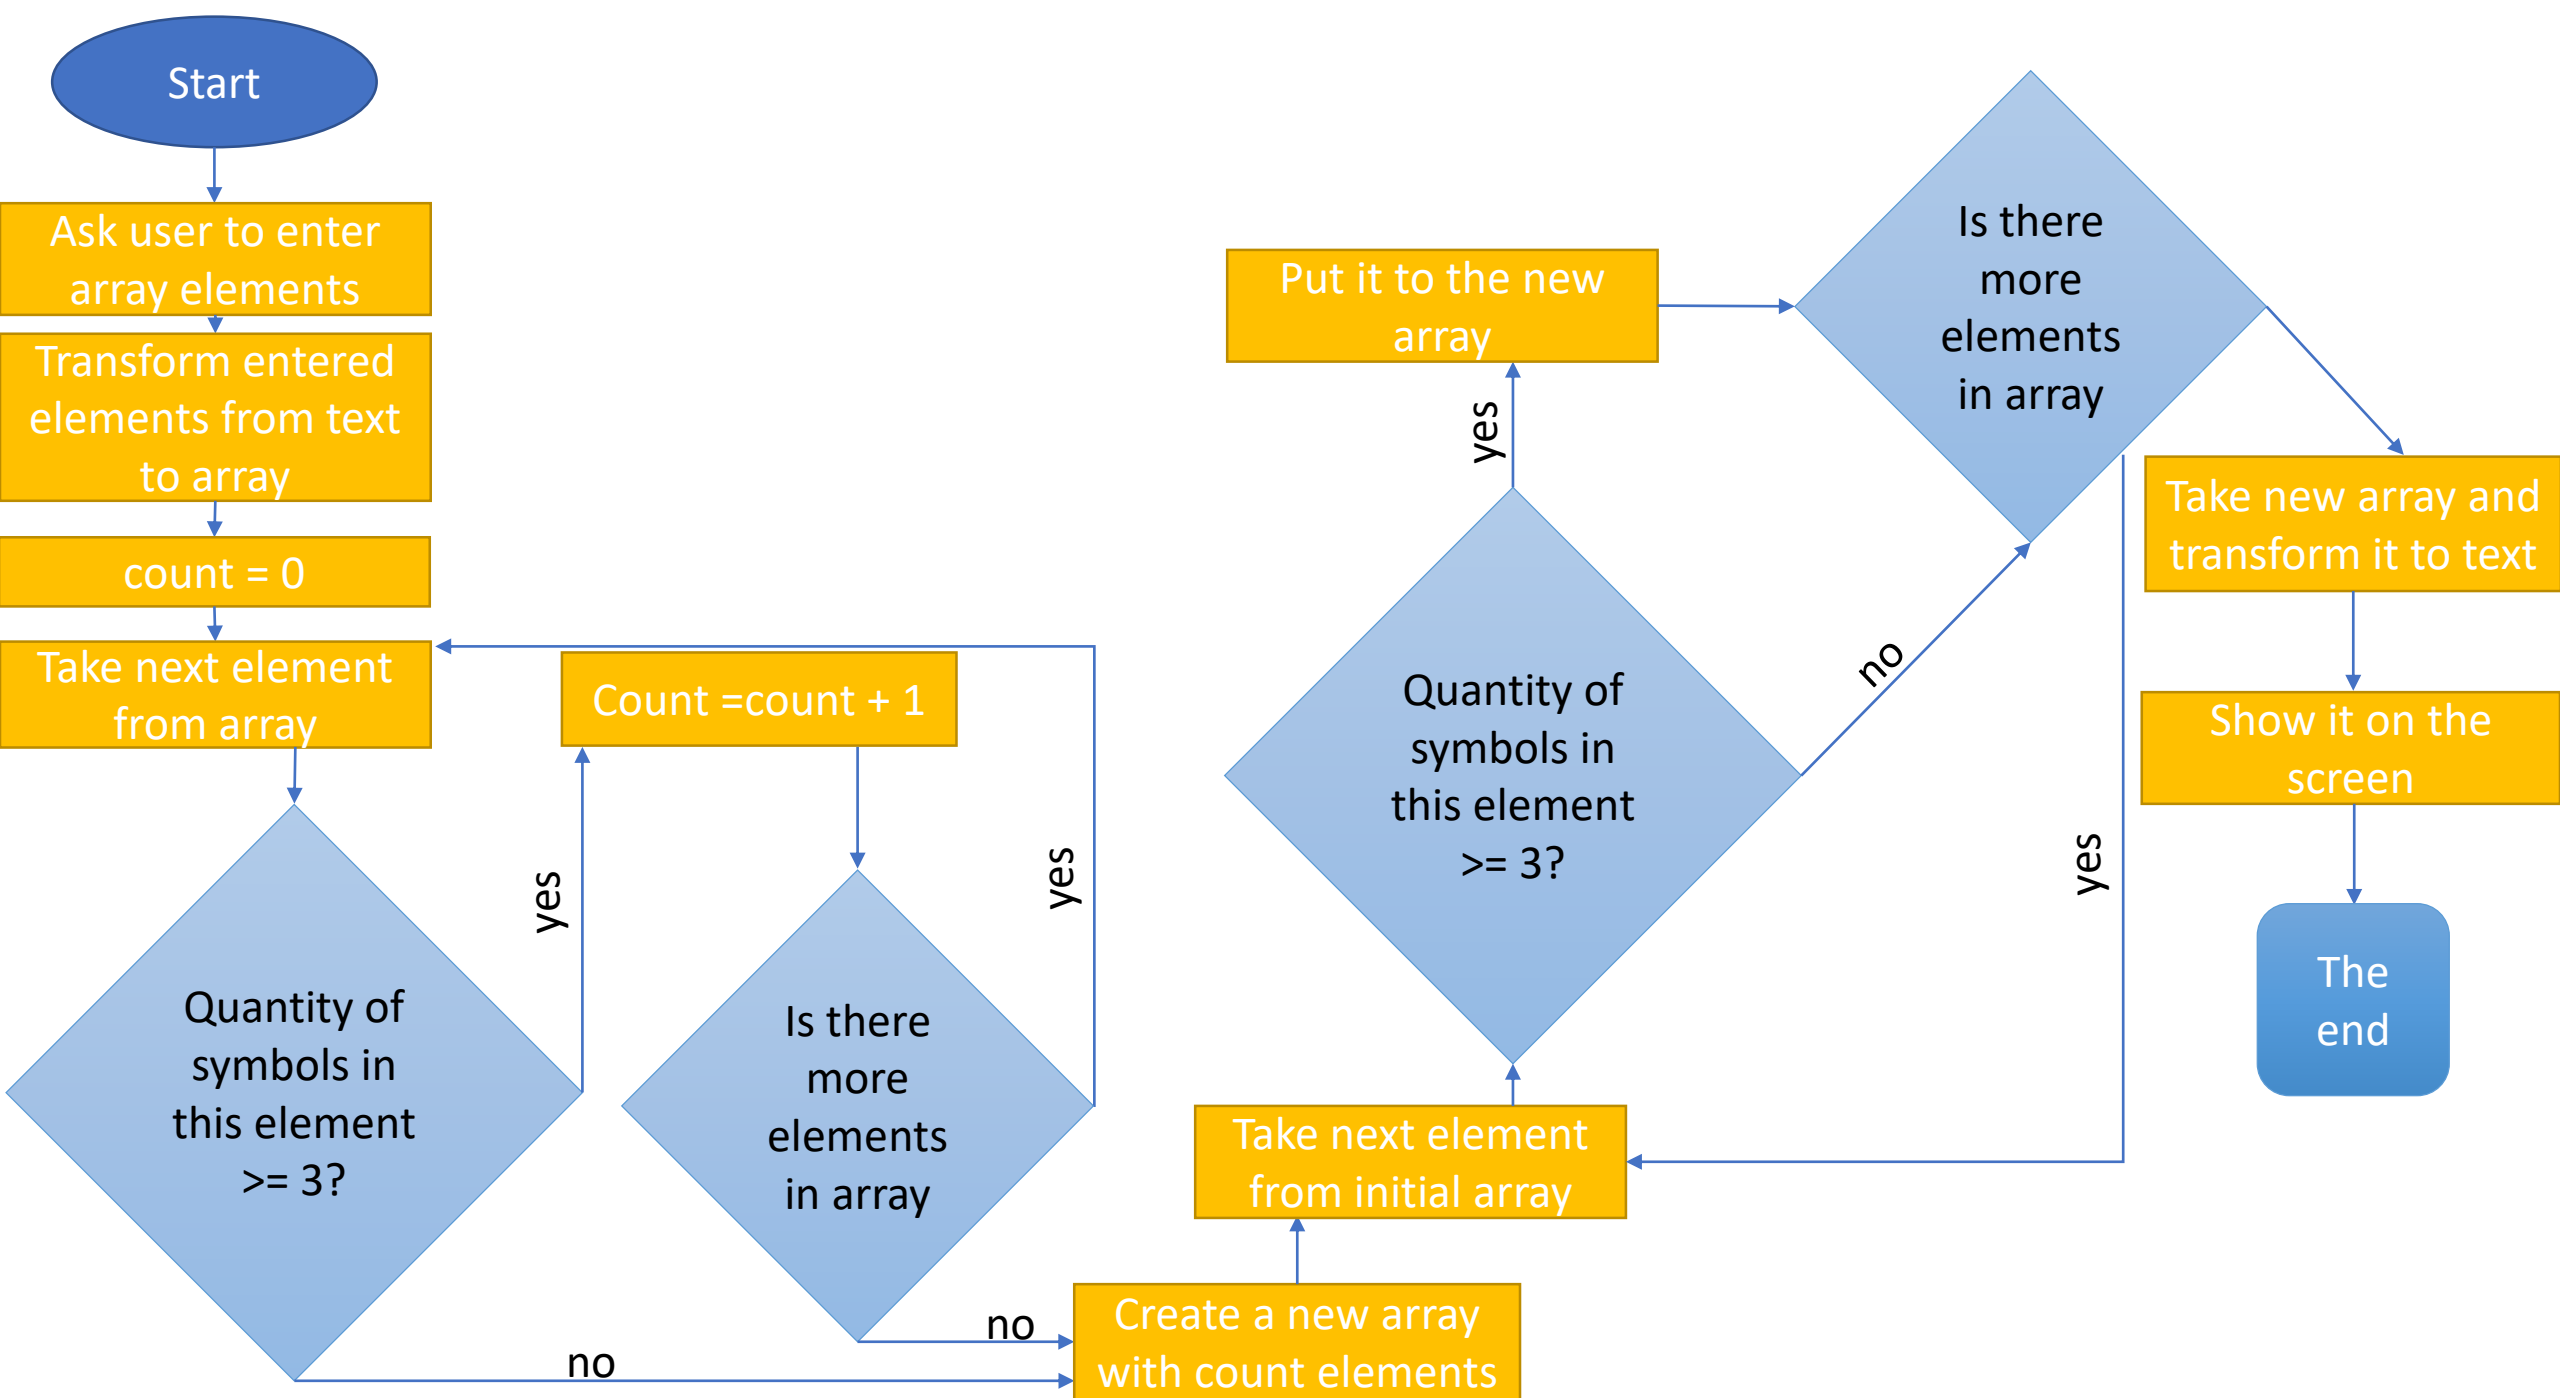 Start
Ask user to enter
array elements
Transform entered
elements from text
to array
count = 0
Take next element
from array
Quantity of
symbols in
this element
>= 3?
yes
no
Count =count + 1
Is there
more
elements
in array
yes
no
Create a new array
with count elements
Take next element
from initial array
Quantity of
symbols in
this element
>= 3?
yes
no
Put it to the new
array
Is there
more
elements
in array
yes
Take new array and
transform it to text
Show it on the
screen
The
end